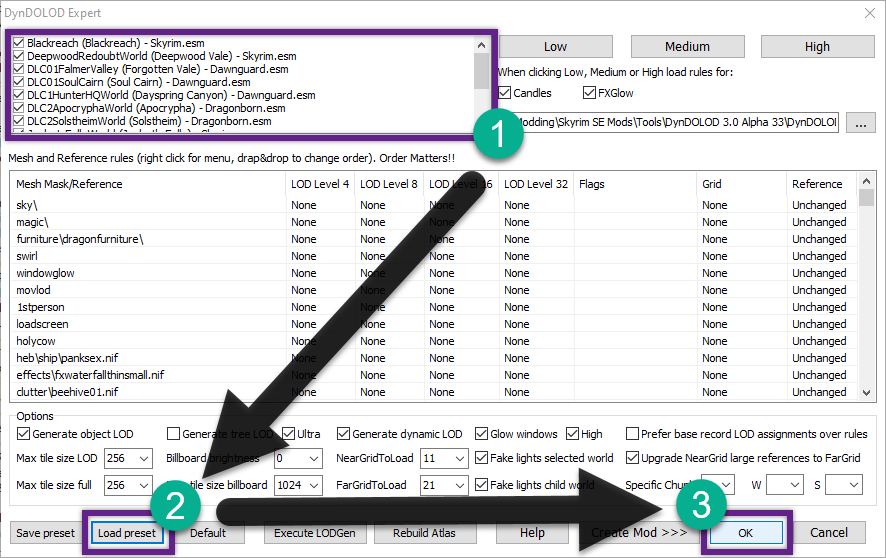 DynDOLOD Expert
Blackreach (Blackreach) - Skyrim.esm
DeepwoodRedoubtWorld (Deepwood Vale) - Skyrim.esm
DLC01FalmerValley (Forgotten Vale) - Dawnguard.esm
DLC01SoulCairn (Soul Cairn) - Dawnguard.esm
DLC1HunterHQWorld (Dayspring Canyon) - Dawnguard.esm
DLC2ApocryphaWorld (Apocrypha) - Dragonborn.esm
DLC2SolstheimWorld (Solstheim) - Dragonborn.esm
1
Low Medium High
When clicking Low, Medium or High load rules for:
Candles FXGlow
Modding\Skyrim SE Mods\Tools\DynDOLOD 3.0 Alpha 33\DynDOLOD ...
Mesh and Reference rules (right click for menu, drap&drop to change order). Order Matters!!
Mesh Mask/Reference LOD Level 4 LOD Level 8 LOD Level 16 LOD Level 32 Flags Grid Reference
sky\ None None None None None Unchanged
magic\ None None None None None Unchanged
furniture\dragonfurniture\ None None None None None Unchanged
swirl None None None None None Unchanged
windowglow None None None None Unchanged
movlod None None None None Unchanged
1stperson None None None None Unchanged
loadscreen None None None None Unchanged
holycow None None None None Unchanged
heb\ship\panksex.nif None None None None Unchanged
effects\fxwaterfallthinsmall.nif None None None None Unchanged
clutter\beehive01.nif None None None None Unchanged
Options
Generate object LOD Generate tree LOD Ultra Generate dynamic LOD Glow windows High Prefer base record LOD assignments over rules
Max tile size LOD 256 Billboard brightness 0 NearGridToLoad 11 Fake lights selected world Upgrade NearGrid large references to FarGrid
Max tile size full 256 tile size billboard 1024 FarGridToLoad 21 Fake lights child world Specific Chunk W S
2 3
Save preset Load preset Default Execute LODGen Rebuild Atlas Help Create Mod >>> OK Cancel